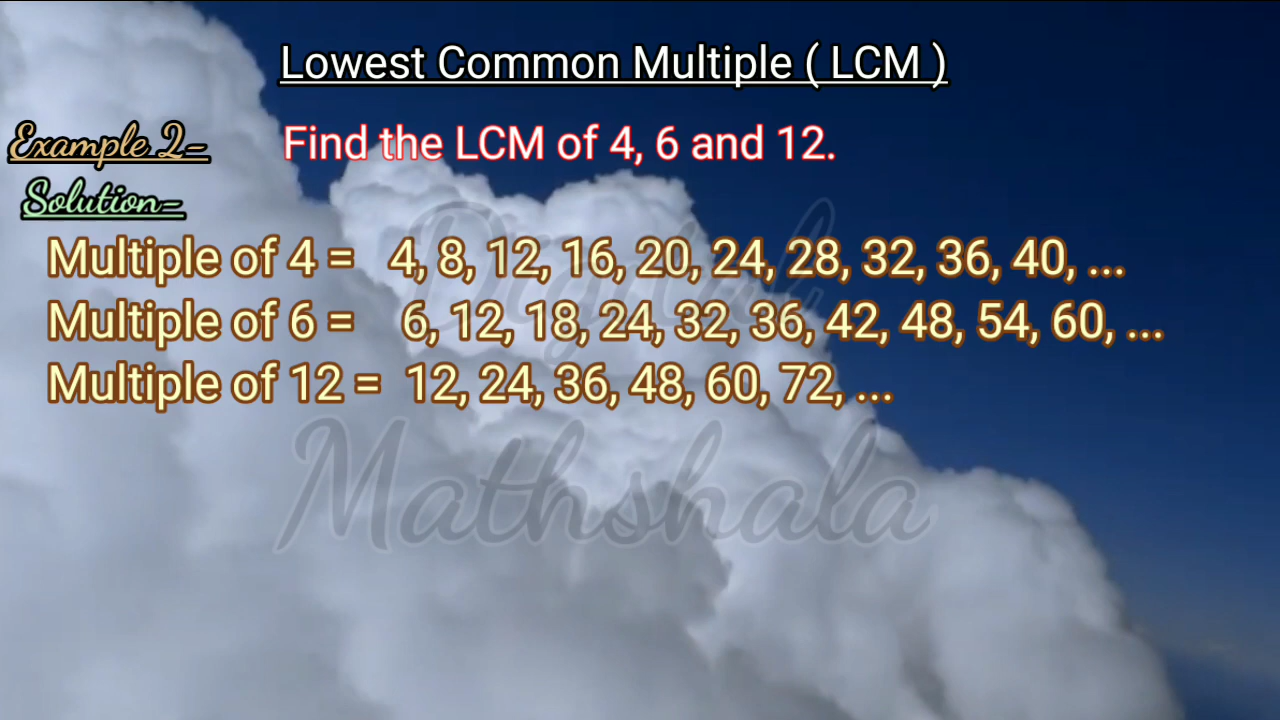 Lowest Common Multiple ( LCM )
Example 2-
Find the LCM of 4, 6 and 12.
Solution-
Multiple of 4 = 4, 8, 12, 16, 20, 24, 28, 32, 36, 40, ...
Multiple of 6 = 6, 12, 18, 24, 32, 36, 42, 48, 54, 60, ...
Multiple of 12 = 12, 24, 36, 48, 60, 72, ...
Digital
Mathshala